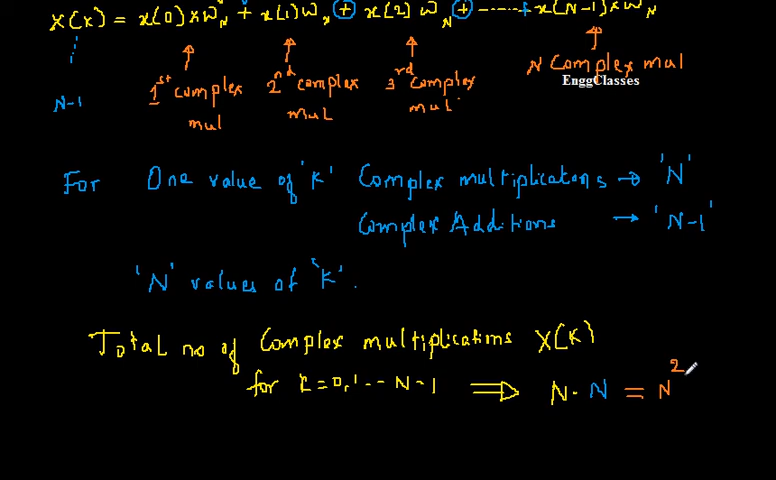 X(K) = x(0) x W_N + x(1) W_N + x(2) W_N + ------ x(N-1) x W_N
1st complex mul 2nd complex mul 3rd complex mul N Complex mul
N-1
EnggClasses
For One value of 'K' Complex multiplicatons → 'N'
Complex Additions → 'N-1'
'N' values of 'K'.
Total no of Complex multiplications X(K)
for K=0,1 -- N-1 ⇒ N· N = N²